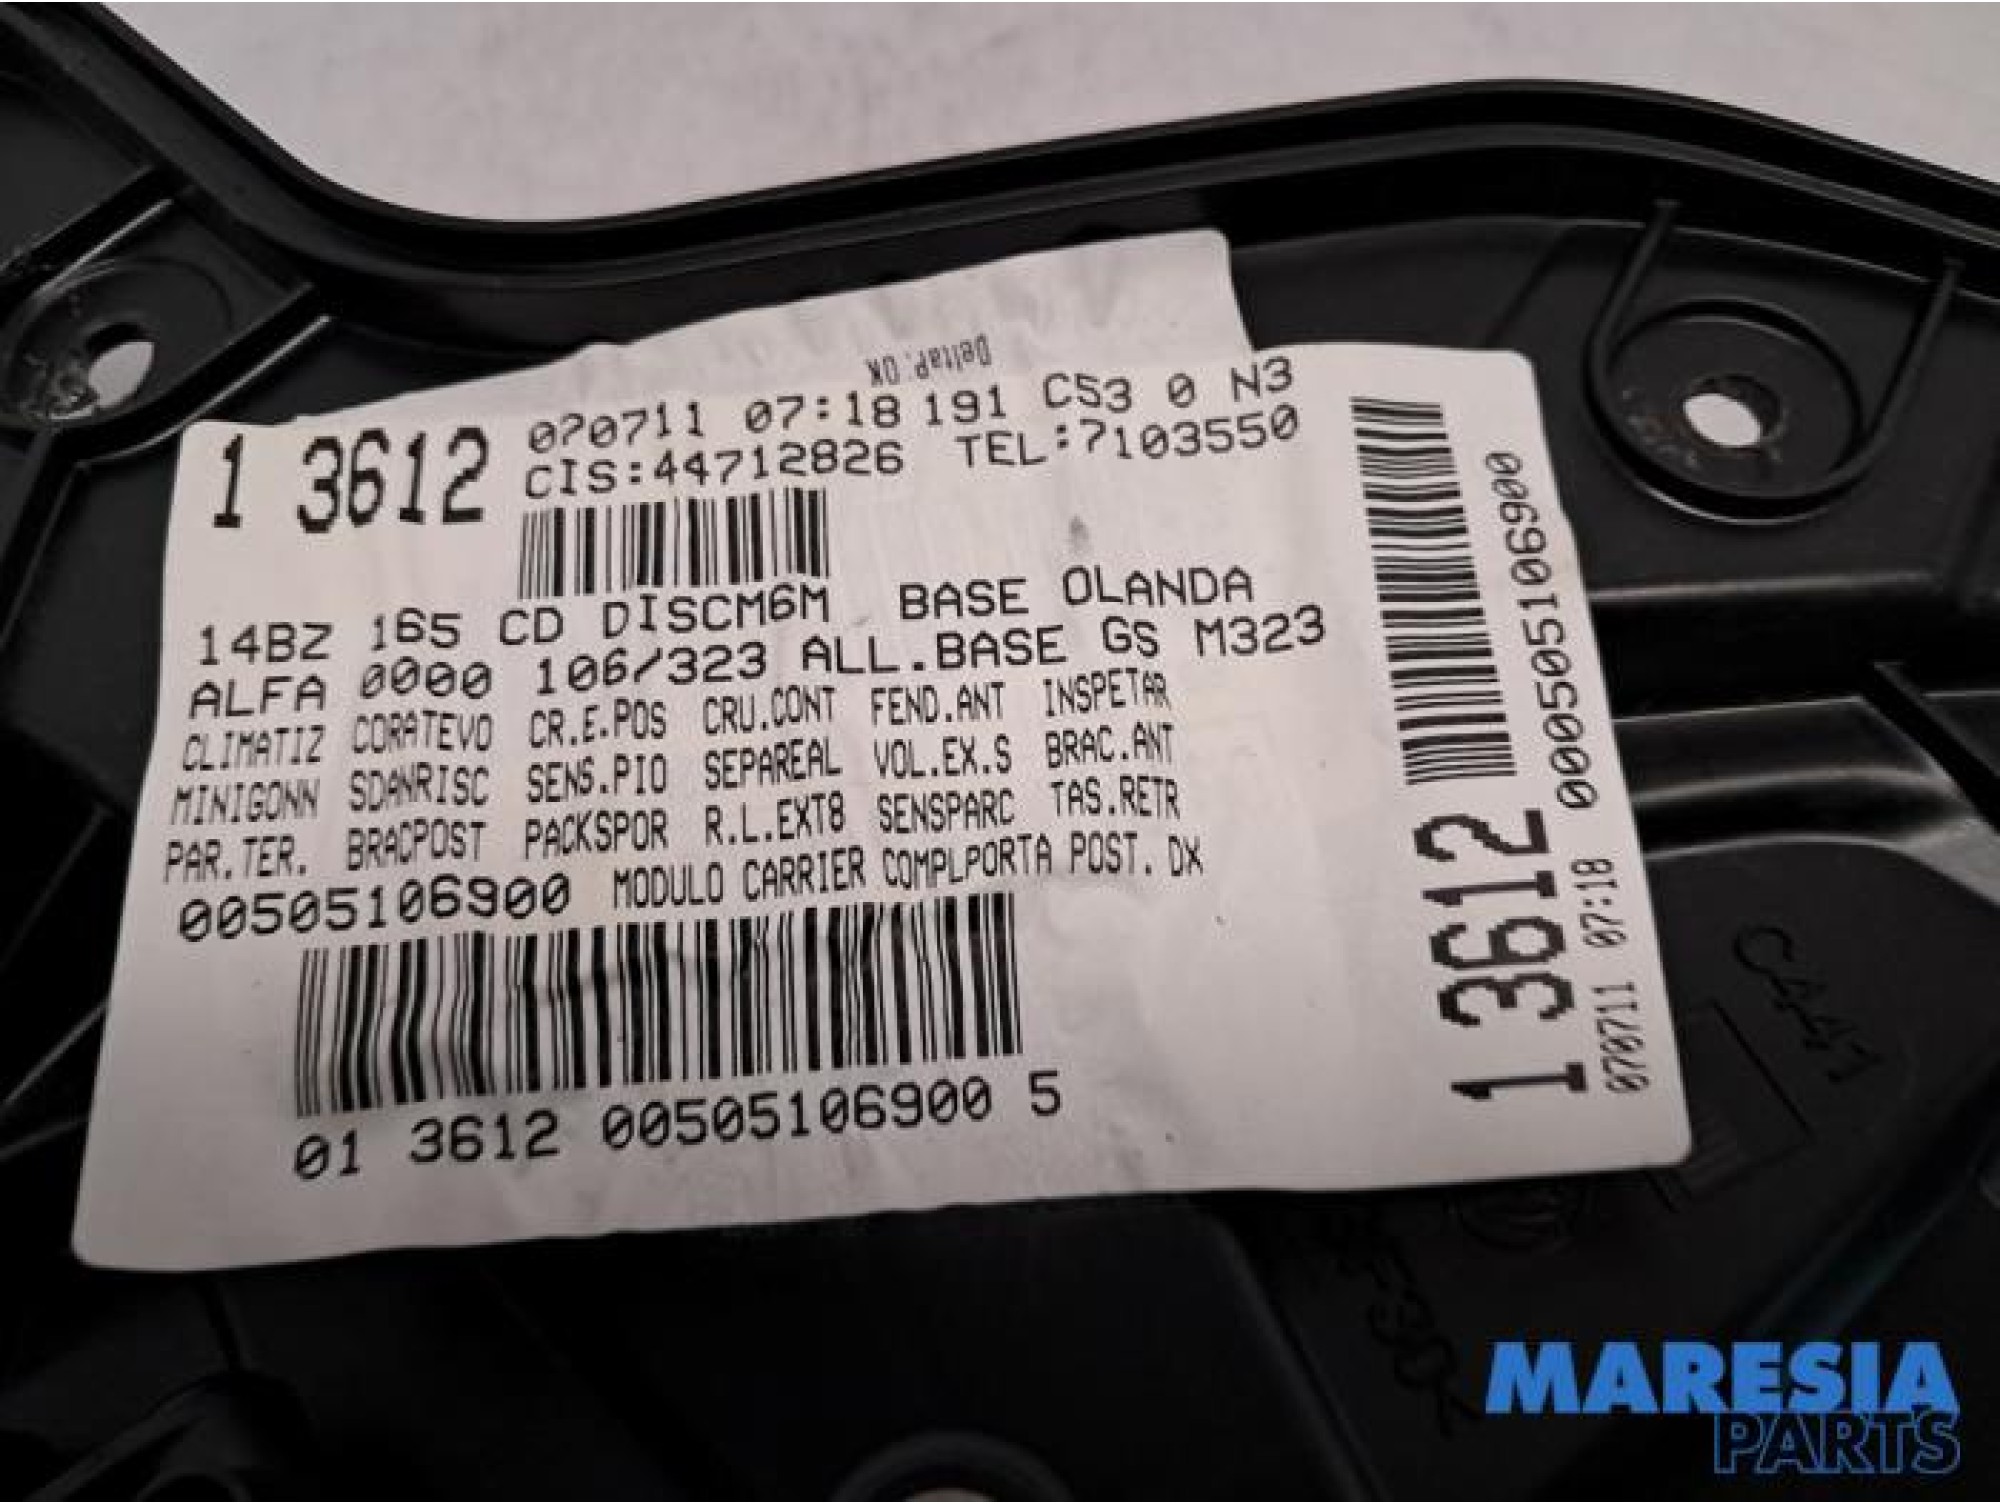 DeltaP. OK
1 3612
070711 07:18 191 C53 0 N3
CIS:44712826 TEL:7103550
14BZ 165 CD DISCM6M BASE OLANDA
ALFA 0000 106/323 ALL.BASE GS M323
CLIMATIZ CORATEVO CR.E.POS CRU.CONT FEND.ANT INSPETAR
MINIGONN SDANRISC SENS.PIO SEPAREAL VOL.EX.S BRAC.ANT
PAR.TER. BRACPOST PACKSPOR R.L.EXT8 SENSPARC TAS.RETR
00505106900 MODULO CARRIER COMPLPORTA POST. DX
01 3612 00505106900 5
00050510690​0
1 3612
070711 07:18
MARESIA
PARTS